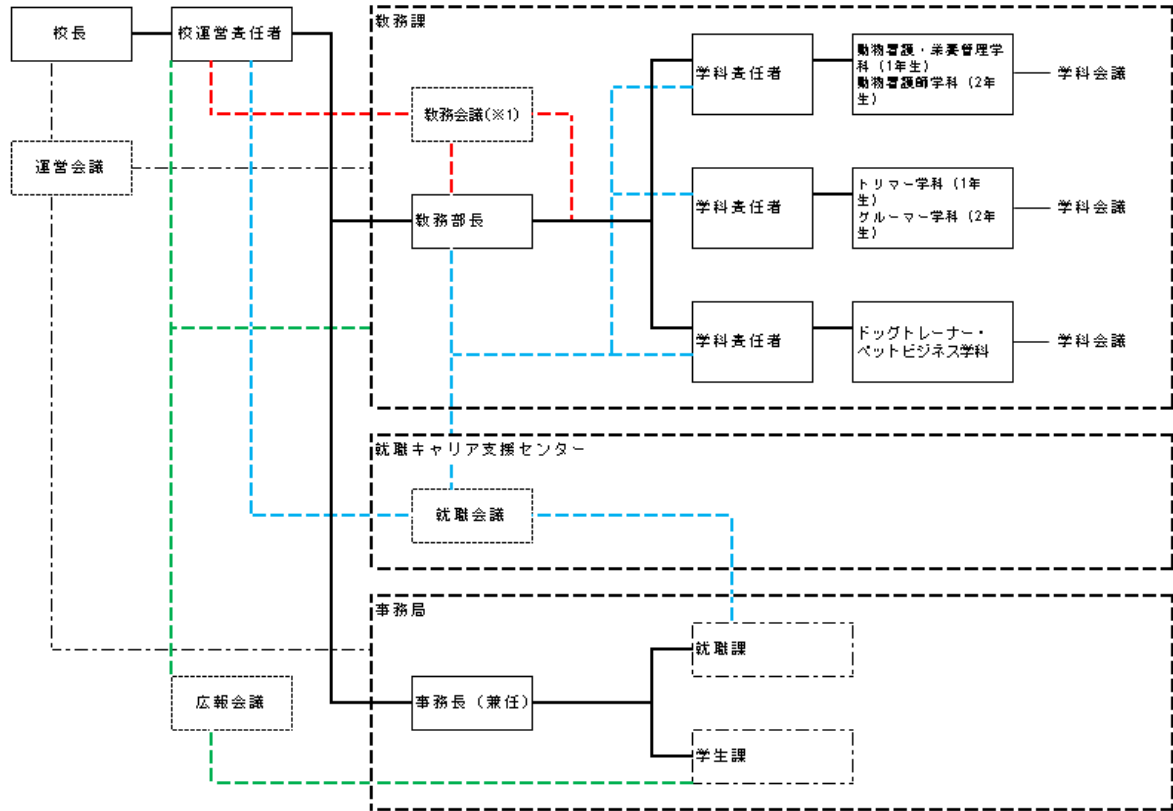 校長
校運営責任者
運営会議
教務課
教務会議(※1)
教務部長
学科責任者
動物看護・栄養管理学
科（1年生）
動物看護師学科（2年
生）
学科会議
学科責任者
トリマー学科（1年
生）
グルーマー学科（2年
生）
学科会議
学科責任者
ドッグトレーナー・
ペットビジネス学科
学科会議
就職キャリア支援センター
就職会議
事務局
広報会議
事務長（兼任）
就職課
学生課